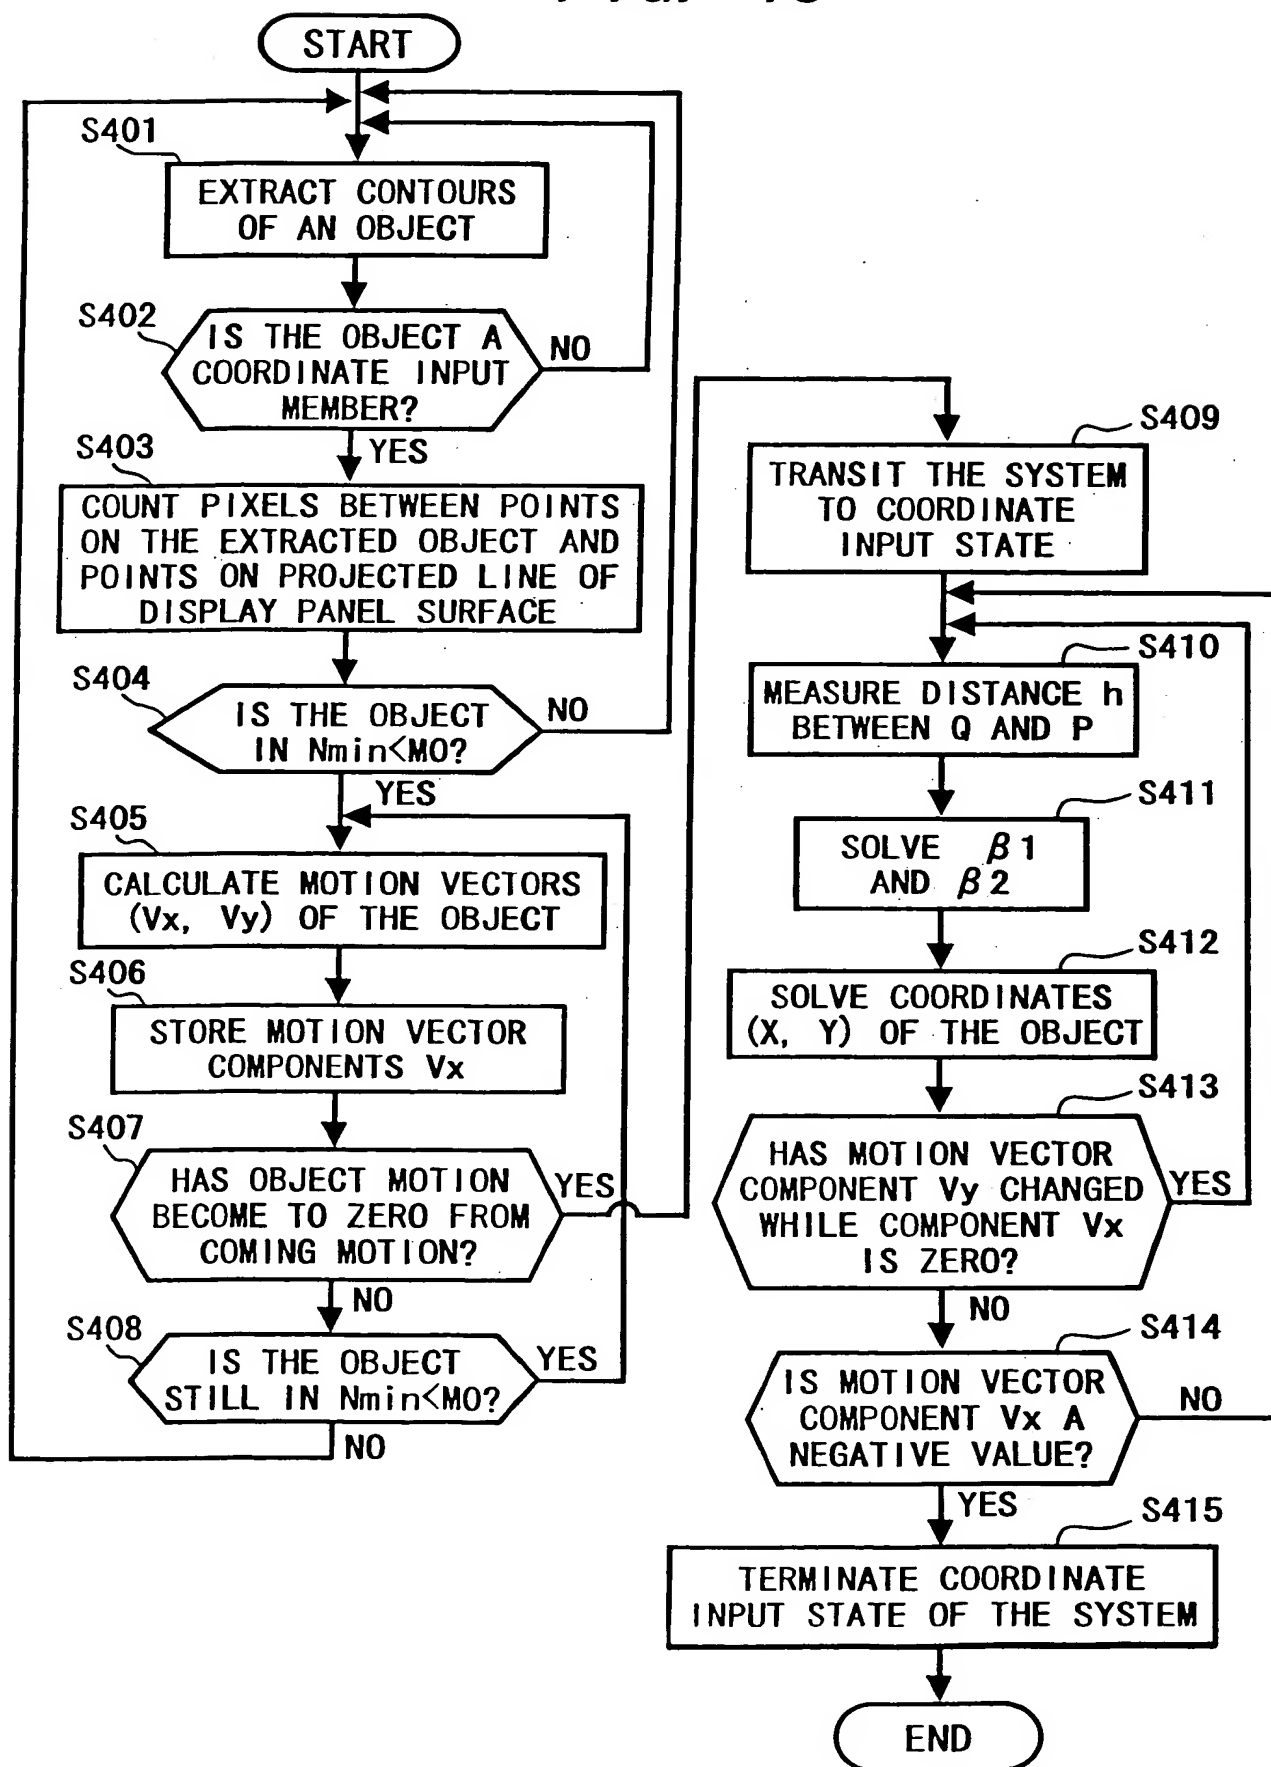 START
S401
EXTRACT CONTOURS
OF AN OBJECT
S402
IS THE OBJECT A
COORDINATE INPUT
MEMBER?
NO
YES
S403
COUNT PIXELS BETWEEN POINTS
ON THE EXTRACTED OBJECT AND
POINTS ON PROJECTED LINE OF
DISPLAY PANEL SURFACE
S404
IS THE OBJECT
IN Nmin<M0?
NO
YES
S405
CALCULATE MOTION VECTORS
(Vx, Vy) OF THE OBJECT
S406
STORE MOTION VECTOR
COMPONENTS Vx
S407
HAS OBJECT MOTION
BECOME TO ZERO FROM
COMING MOTION?
YES
NO
S408
IS THE OBJECT
STILL IN Nmin<M0?
YES
NO
S409
TRANSIT THE SYSTEM
TO COORDINATE
INPUT STATE
S410
MEASURE DISTANCE h
BETWEEN Q AND P
S411
SOLVE β1
AND β2
S412
SOLVE COORDINATES
(X, Y) OF THE OBJECT
S413
HAS MOTION VECTOR
COMPONENT Vy CHANGED
WHILE COMPONENT Vx
IS ZERO?
YES
NO
S414
IS MOTION VECTOR
COMPONENT Vx A
NEGATIVE VALUE?
NO
YES
S415
TERMINATE COORDINATE
INPUT STATE OF THE SYSTEM
END